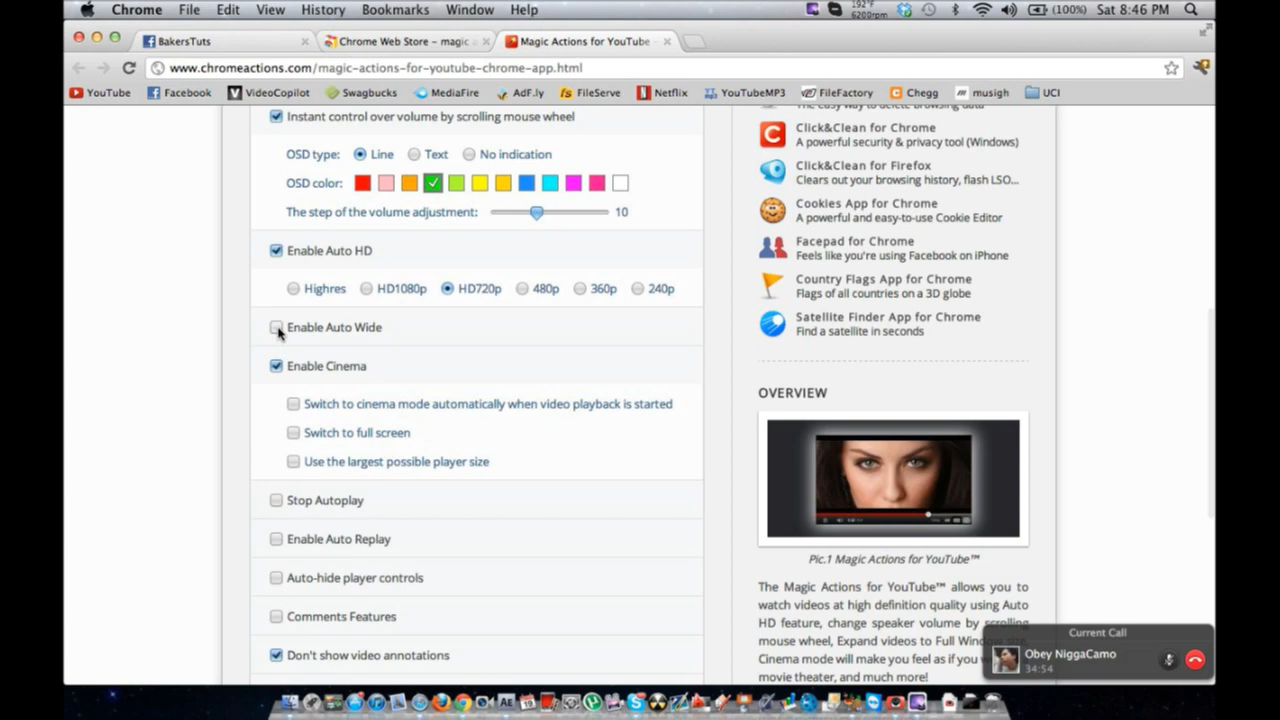 Chrome File Edit View History Bookmarks Window Help
192°F
6200rpm
(100%) Sat 8:46 PM
BakersTuts
Chrome Web Store - magic
Magic Actions for YouTube
www.chromeactions.com/magic-actions-for-youtube-chrome-app.html
YouTube Facebook VideoCopilot Swagbucks MediaFire AdF.ly FileServe Netflix YouTubeMP3 FileFactory Chegg musigh UCI
Instant control over volume by scrolling mouse wheel
OSD type: Line Text No indication
OSD color:
The step of the volume adjustment: 10
Enable Auto HD
Highres HD1080p HD720p 480p 360p 240p
Enable Auto Wide
Enable Cinema
Switch to cinema mode automatically when video playback is started
Switch to full screen
Use the largest possible player size
Stop Autoplay
Enable Auto Replay
Auto-hide player controls
Comments Features
Don't show video annotations
The easy way to delete browsing data
Click&Clean for Chrome
A powerful security & privacy tool (Windows)
Click&Clean for Firefox
Clears out your browsing history, flash LSO...
Cookies App for Chrome
A powerful and easy-to-use Cookie Editor
Facepad for Chrome
Feels like you're using Facebook on iPhone
Country Flags App for Chrome
Flags of all countries on a 3D globe
Satellite Finder App for Chrome
Find a satellite in seconds
OVERVIEW
Pic.1 Magic Actions for YouTube™
The Magic Actions for YouTube™ allows you to
watch videos at high definition quality using Auto
HD feature, change speaker volume by scrolling
mouse wheel, Expand videos to Full Window size,
Cinema mode will make you feel as if you
movie theater, and much more!
Current Call
Obey NiggaCamo
34:54